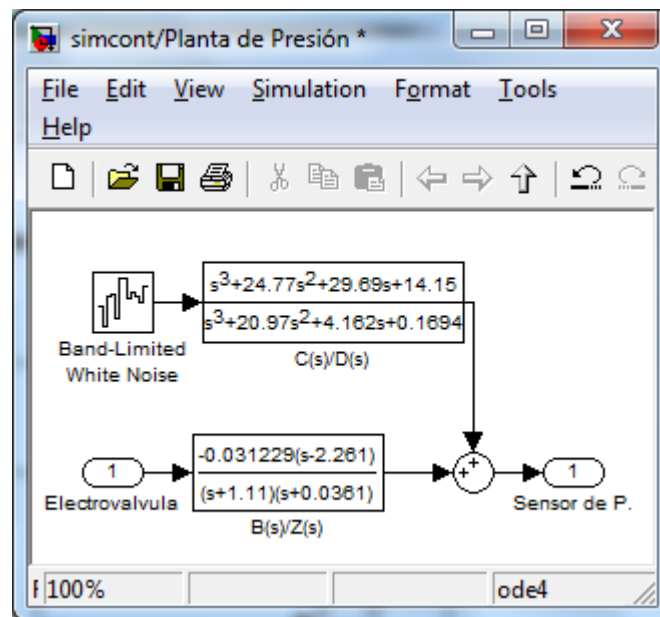 simcont/Planta de Presión *
File Edit View Simulation Format Tools
Help
s³+24.77s²+29.69s+14.15
s³+20.97s²+4.162s+0.1694
Band-Limited
White Noise
C(s)/D(s)
1
Electrovalvula
-0.031229(s-2.261)
(s+1.11)(s+0.0361)
B(s)/Z(s)
+
+
1
Sensor de P.
100%
ode4